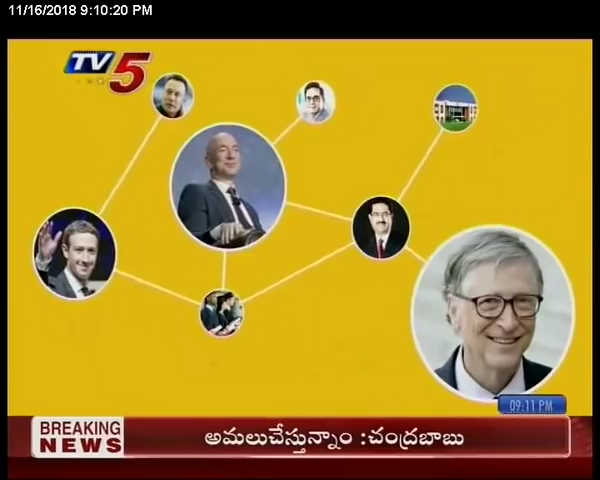 11/16/2018 9:10:20 PM
TV5
09:11 PM
BREAKING
NEWS
అమలుచేస్తున్నాం :చంద్రబాబు